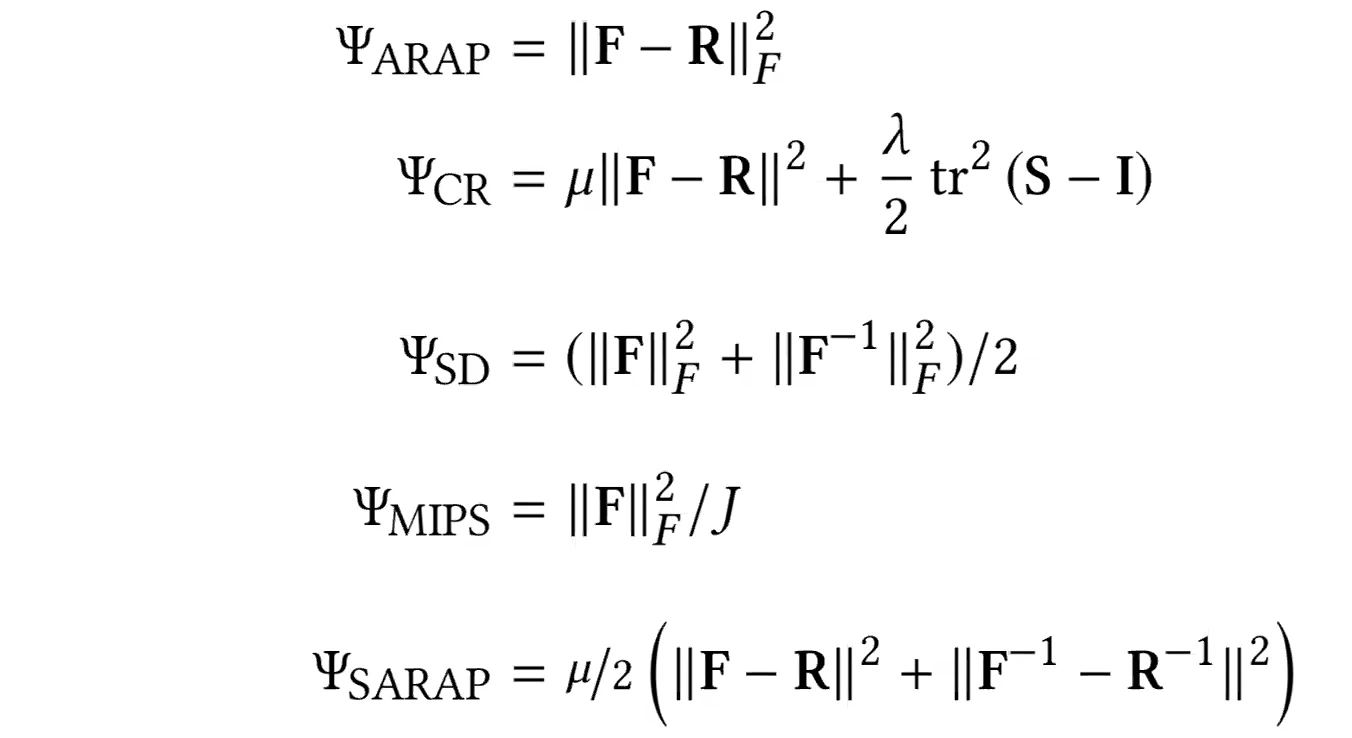 Ψ_ARAP = ‖F − R‖²_F
Ψ_CR = μ‖F − R‖² + λ/2 tr² (S − I)
Ψ_SD = (‖F‖²_F + ‖F⁻¹‖²_F)/2
Ψ_MIPS = ‖F‖²_F/J
Ψ_SARAP = μ/2 (‖F − R‖² + ‖F⁻¹ − R⁻¹‖²)